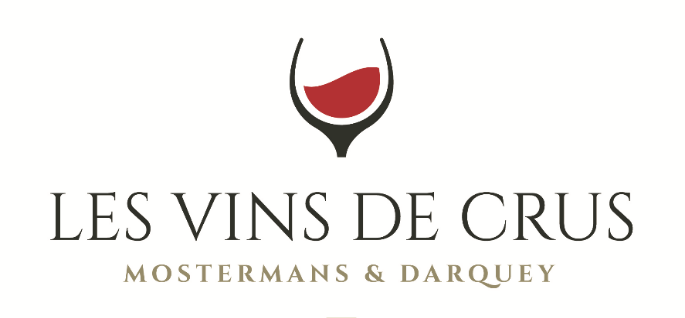 LES VINS DE CRUS
MOSTERMANS & DARQUEY